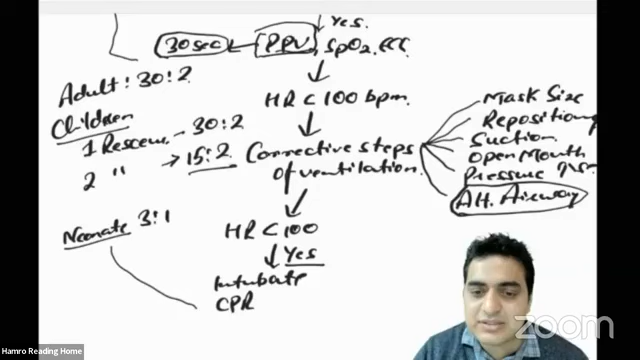 Yes.
30sec PPV, SpO2, ECG
Adult: 30:2
HR < 100 bpm.
Children
1 Rescuer - 30:2
2 " → 15:2
Corrective steps
of ventilation.
Mask Size
Repositioning
Suction
Open Mouth
Pressure
Alt. Airway
Neonate 3:1
HR < 100
Yes
Intubate
CPR
Hamro Reading Home
zoom